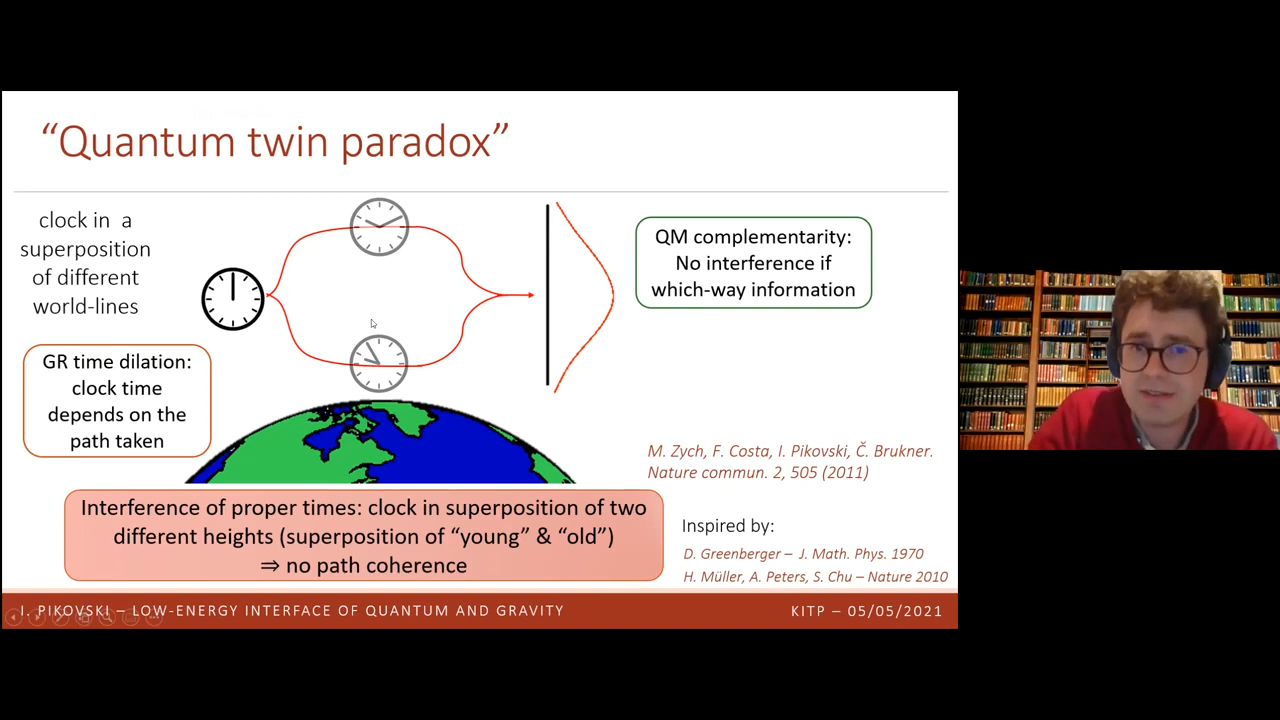 “Quantum twin paradox”
clock in a
superposition
of different
world-lines
GR time dilation:
clock time
depends on the
path taken
QM complementarity:
No interference if
which-way information
M. Zych, F. Costa, I. Pikovski, Č. Brukner.
Nature commun. 2, 505 (2011)
Interference of proper times: clock in superposition of two
different heights (superposition of “young” & “old”)
⇒ no path coherence
Inspired by:
D. Greenberger – J. Math. Phys. 1970
H. Müller, A. Peters, S. Chu – Nature 2010
I. PIKOVSKI – LOW-ENERGY INTERFACE OF QUANTUM AND GRAVITY
KITP – 05/05/2021